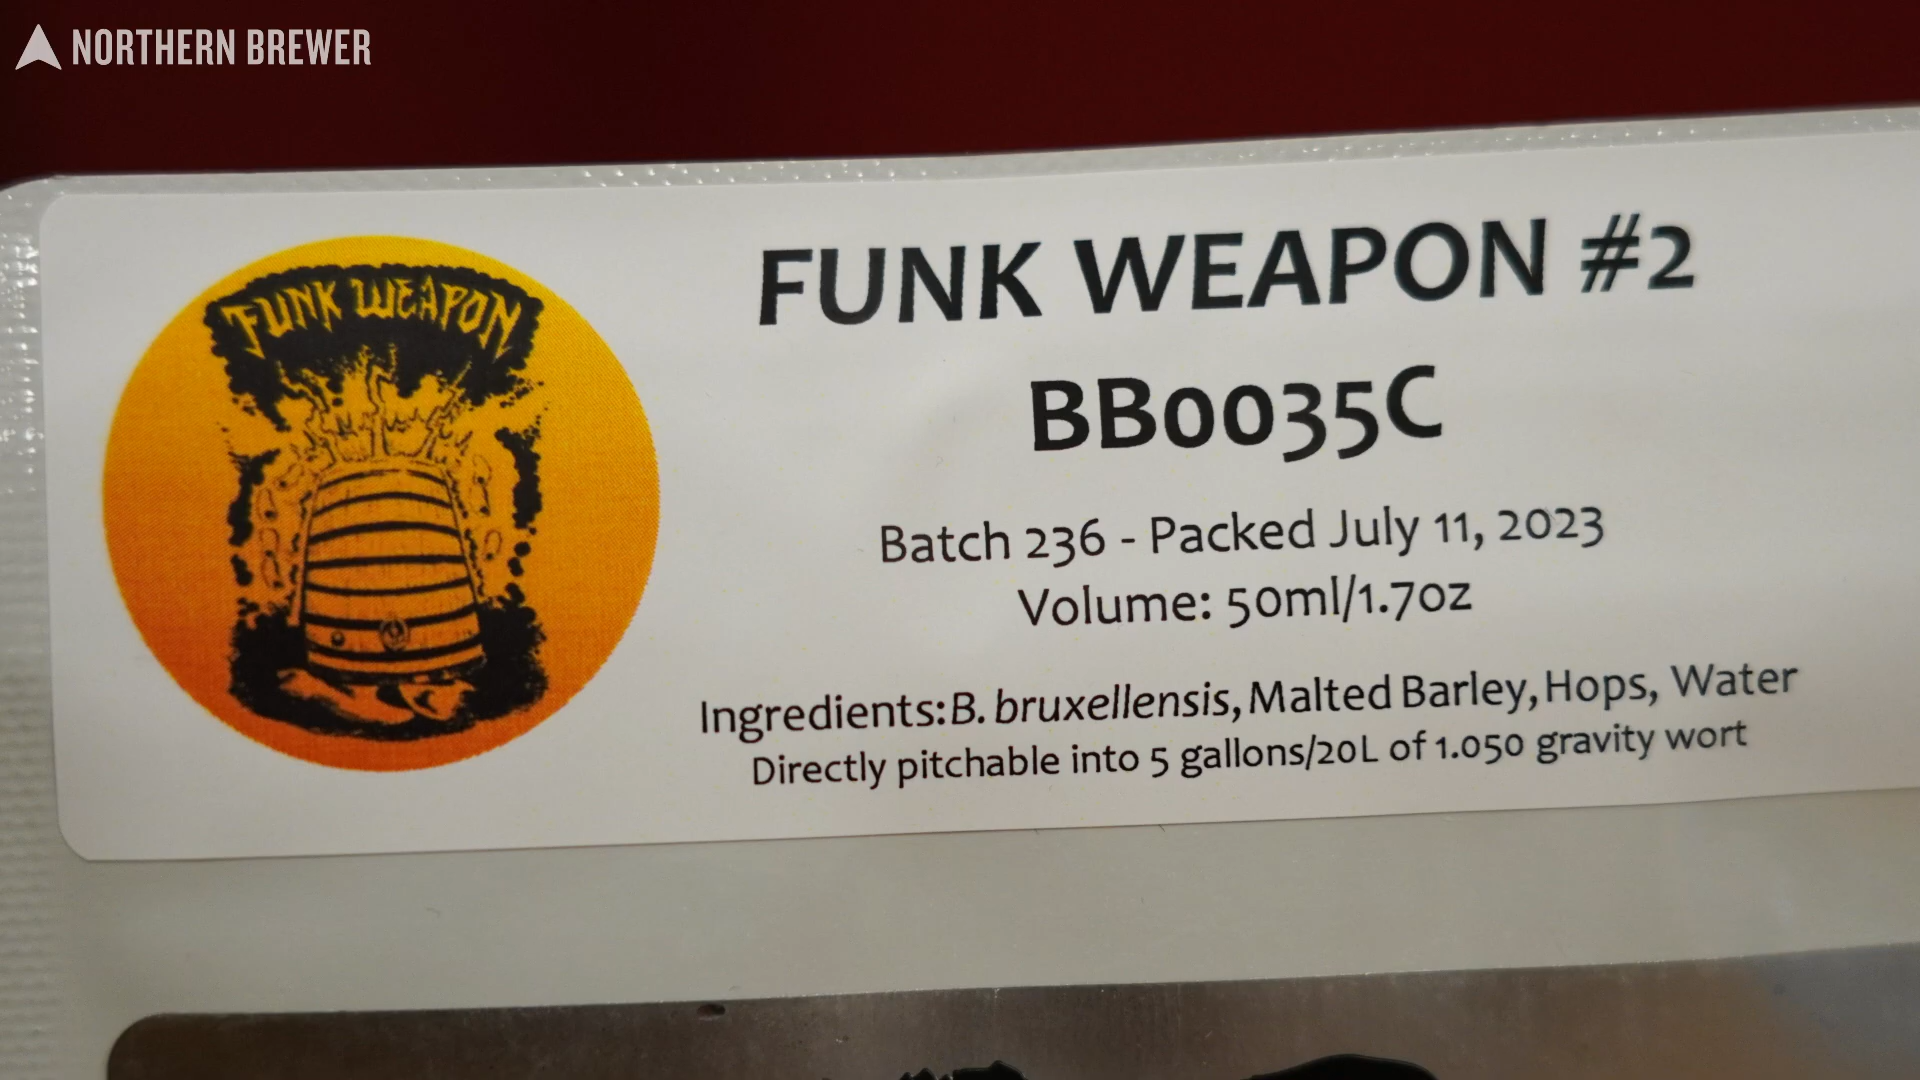 NORTHERN BREWER
FUNK WEAPON
FUNK WEAPON #2
BB0035C
Batch 236 - Packed July 11, 2023
Volume: 50ml/1.7oz
Ingredients: B. bruxellensis, Malted Barley, Hops, Water
Directly pitchable into 5 gallons/20L of 1.050 gravity wort